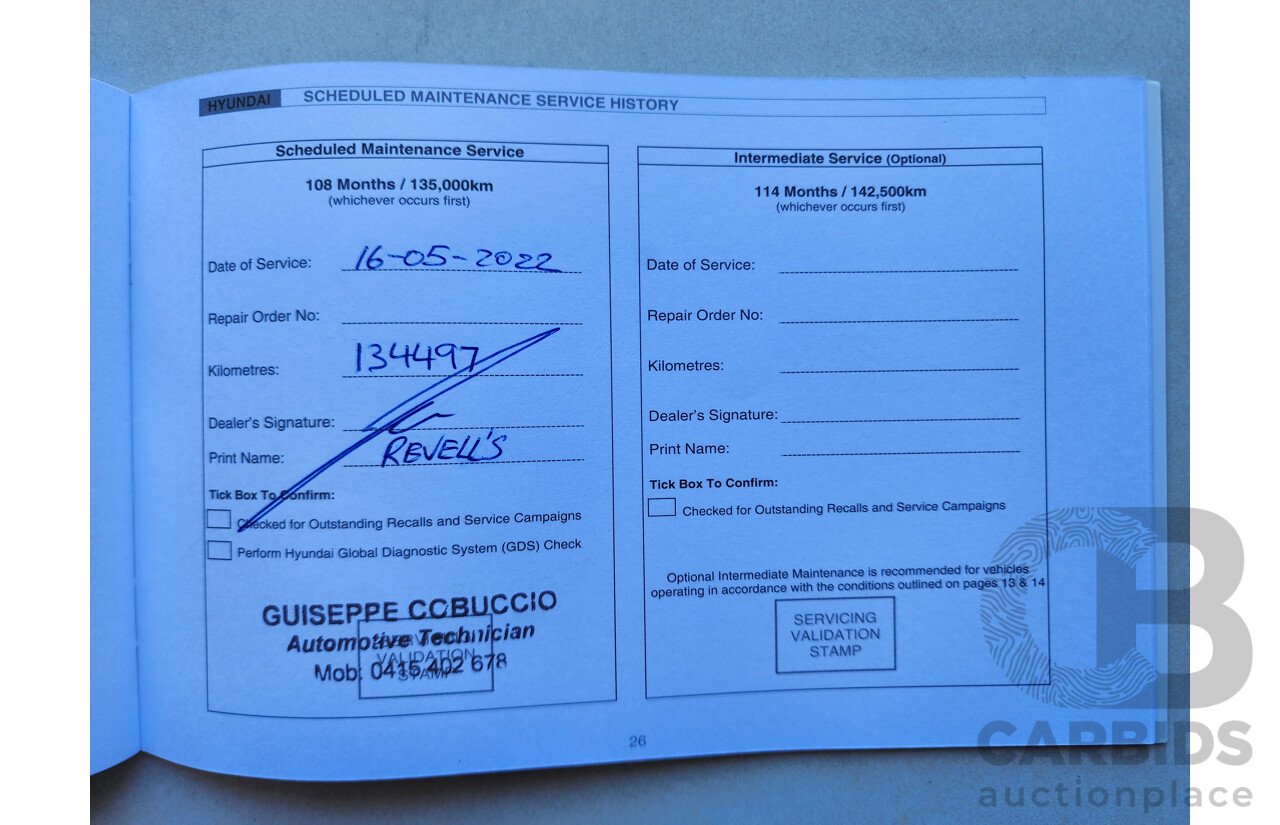 HYUNDAI SCHEDULED MAINTENANCE SERVICE HISTORY
Scheduled Maintenance Service
108 Months / 135,000km
(whichever occurs first)
Date of Service: 16-05-2022
Repair Order No:
Kilometres: 134497
Dealer's Signature:
Print Name: REVELL'S
Tick Box To Confirm:
Checked for Outstanding Recalls and Service Campaigns
Perform Hyundai Global Diagnostic System (GDS) Check
GUISEPPE COBUCCIO
Automotive Technician
Mob: 0415 402 678
SERVICING
VALIDATION
STAMP
Intermediate Service (Optional)
114 Months / 142,500km
(whichever occurs first)
Date of Service:
Repair Order No:
Kilometres:
Dealer's Signature:
Print Name:
Tick Box To Confirm:
Checked for Outstanding Recalls and Service Campaigns
Optional Intermediate Maintenance is recommended for vehicles
operating in accordance with the conditions outlined on pages 13 & 14
SERVICING
VALIDATION
STAMP
26
CB
CARBIDS
auctionplace